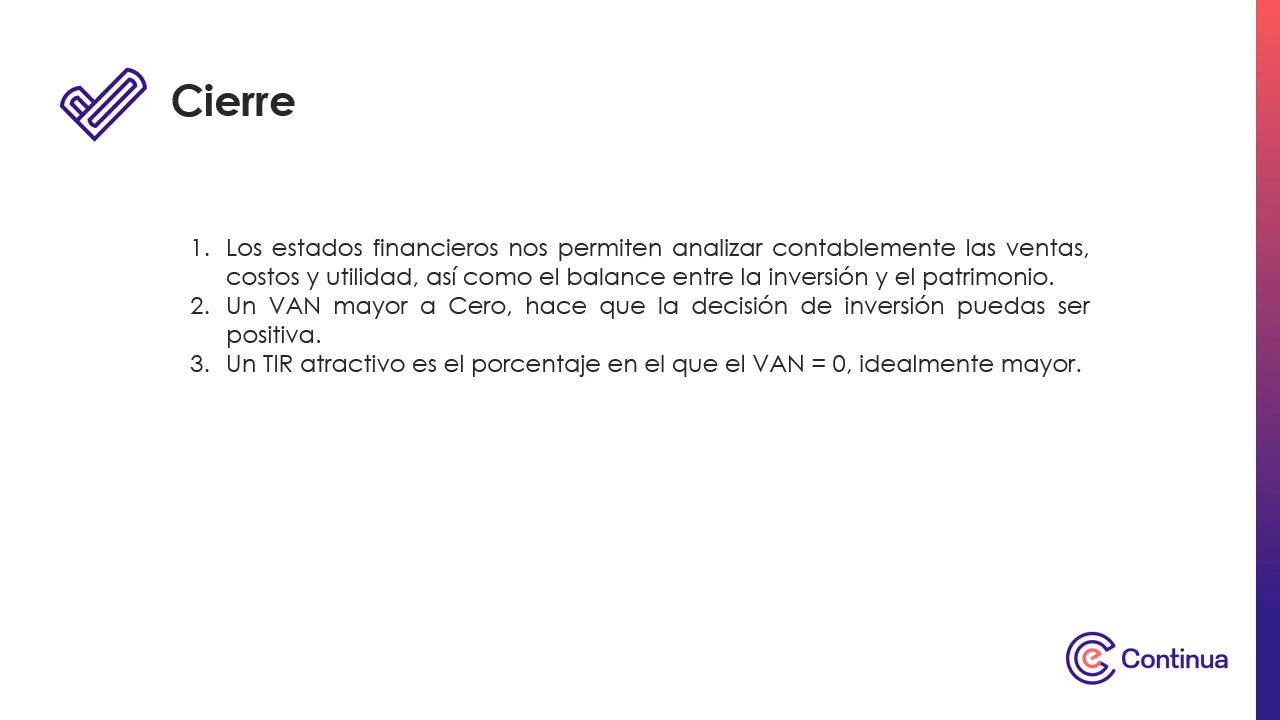 Cierre
1. Los estados financieros nos permiten analizar contablemente las ventas,
costos y utilidad, así como el balance entre la inversión y el patrimonio.
2. Un VAN mayor a Cero, hace que la decisión de inversión puedas ser
positiva.
3. Un TIR atractivo es el porcentaje en el que el VAN = 0, idealmente mayor.
Continua